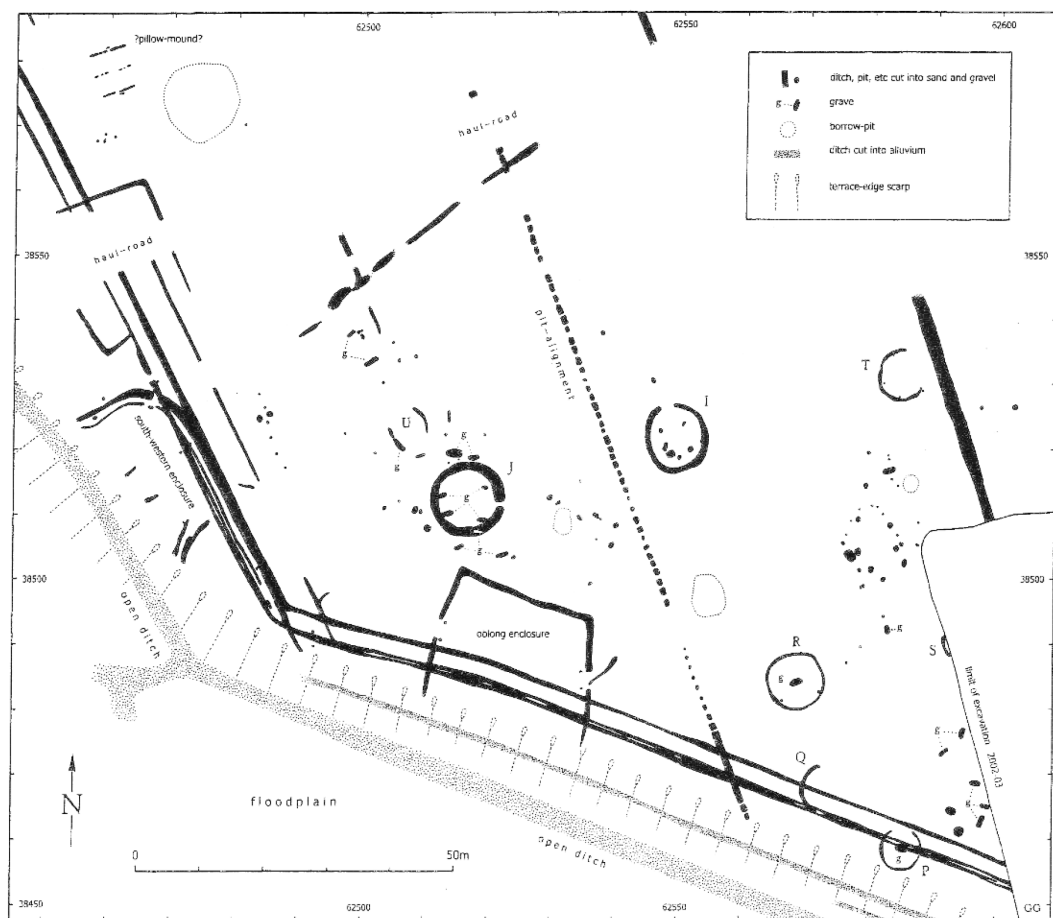 62500
62550
62600
?pillow-mound?
ditch, pit, etc cut into sand and gravel
g
grave
borrow-pit
ditch cut into alluvium
terrace-edge scarp
haul-road
38550
haul-road
38550
pit-alignment
T
I
U
g
g
g
J
g
g
south-western enclosure
38500
38500
open ditch
oolong enclosure
g
R
g
S
limit of excavation 2002-03
g
Q
g
N
floodplain
open ditch
g
P
0
50m
38450
62500
62550
GG